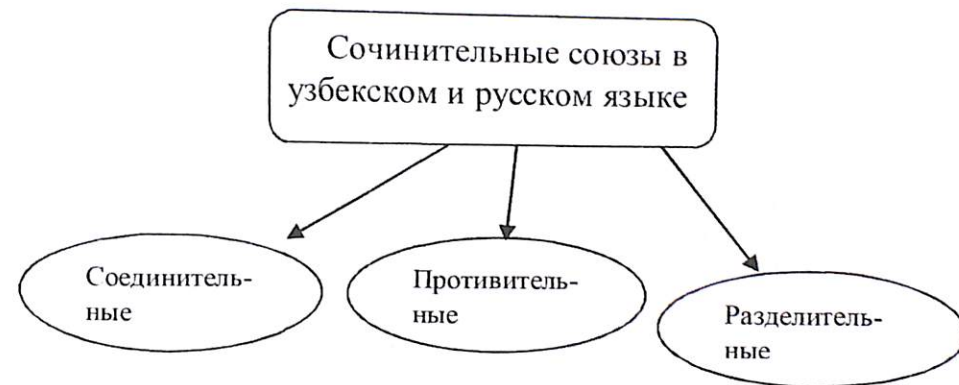 Сочинительные союзы в
узбекском и русском языке
Соединитель-
ные
Противитель-
ные
Разделитель-
ные